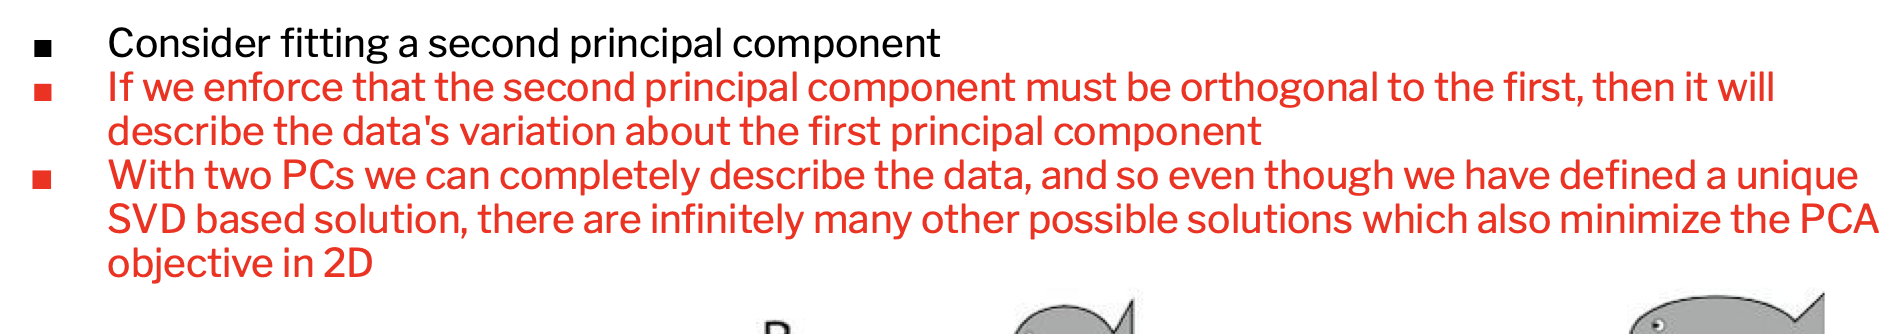 ■ Consider fitting a second principal component
■ If we enforce that the second principal component must be orthogonal to the first, then it will
describe the data's variation about the first principal component
■ With two PCs we can completely describe the data, and so even though we have defined a unique
SVD based solution, there are infinitely many other possible solutions which also minimize the PCA
objective in 2D